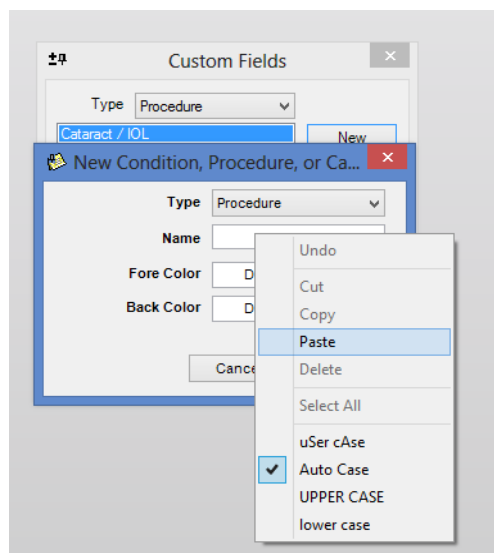 Custom Fields
Type Procedure
Cataract / IOL
New
New Condition, Procedure, or Ca...
Type Procedure
Name
Fore Color D
Back Color D
Undo
Cut
Copy
Paste
Delete
Select All
uSer cAse
Auto Case
UPPER CASE
lower case